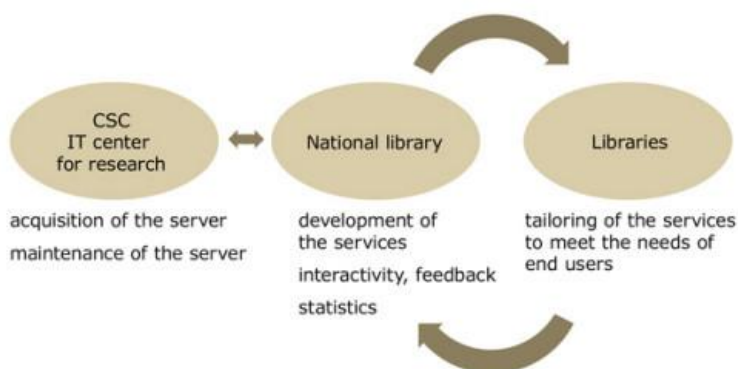 CSC
IT center
for research
National library
Libraries
acquisition of the server
maintenance of the server
development of
the services
interactivity, feedback
statistics
tailoring of the services
to meet the needs of
end users